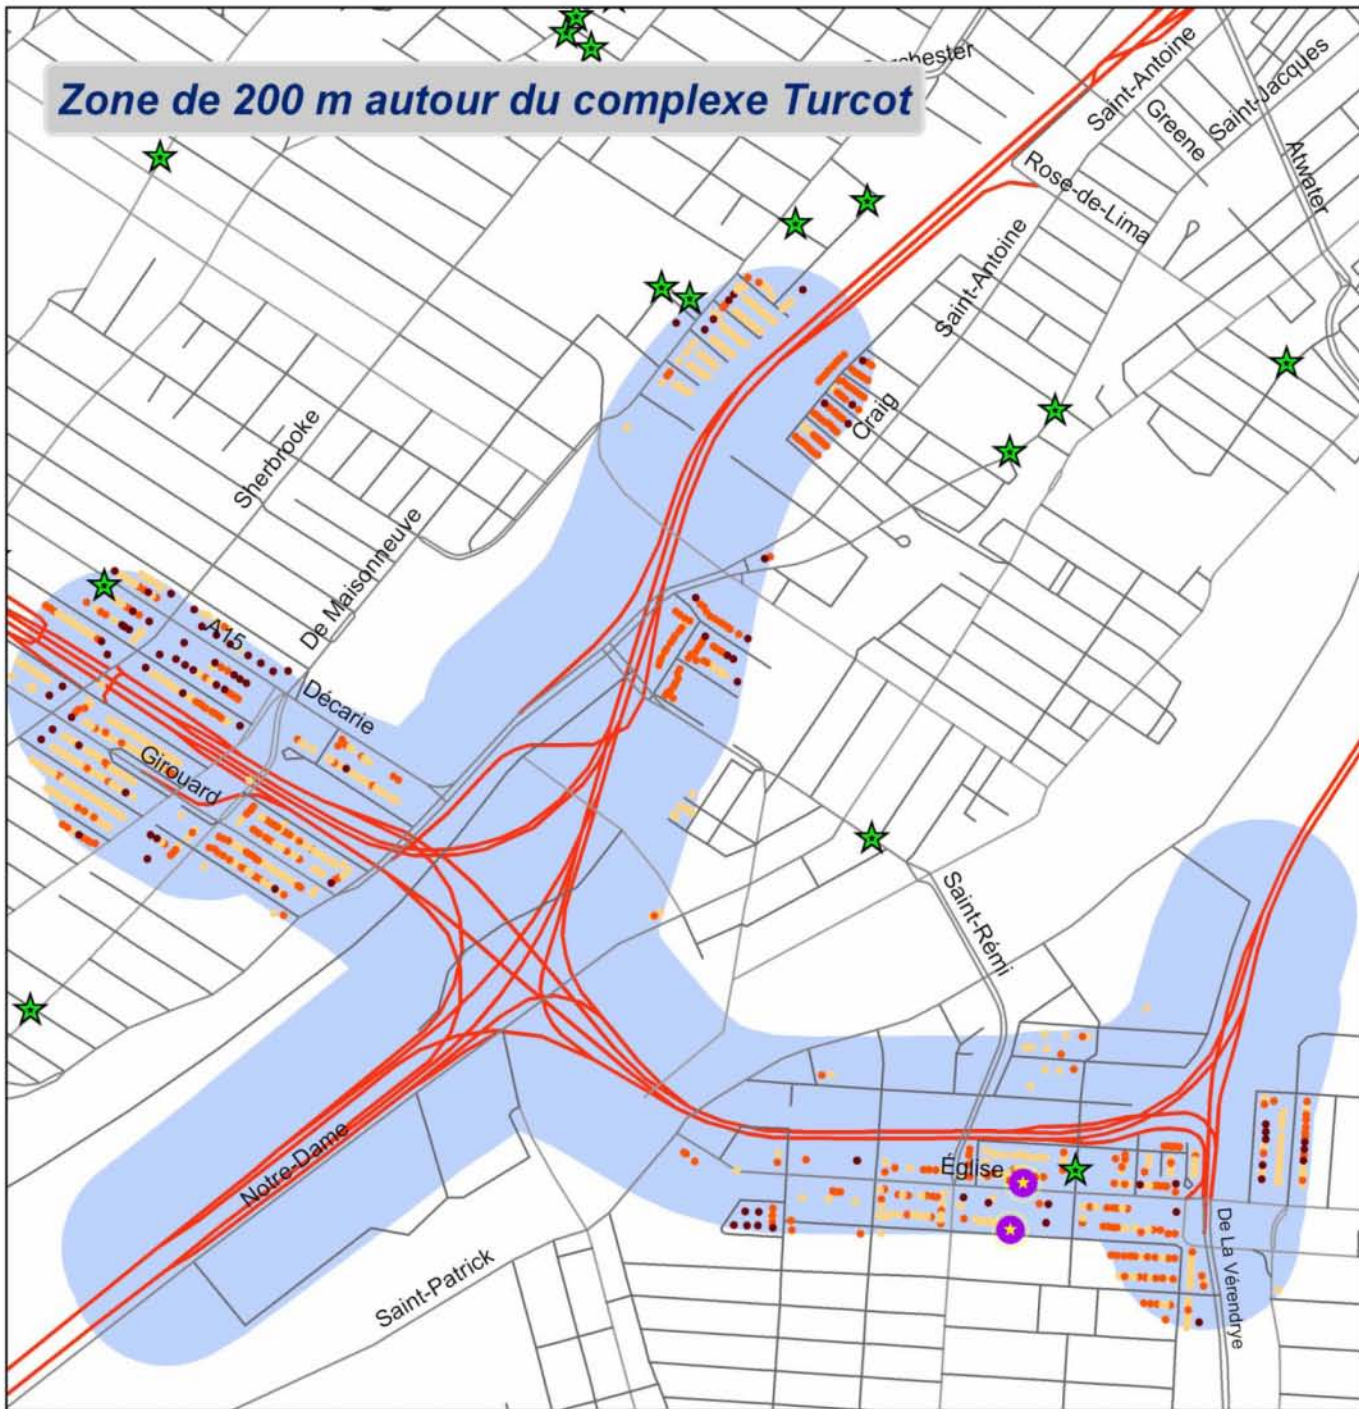 Zone de 200 m autour du complexe Turcot
Saint-Antoine
Saint-Jacques
Greene
Atwater
Rose-de-Lima
Saint-Antoine
Craig
Sherbrooke
De Maisonneuve
A15
Décarie
Girouard
Saint-Rémi
Notre-Dame
Église
Saint-Patrick
De La Vérendrye